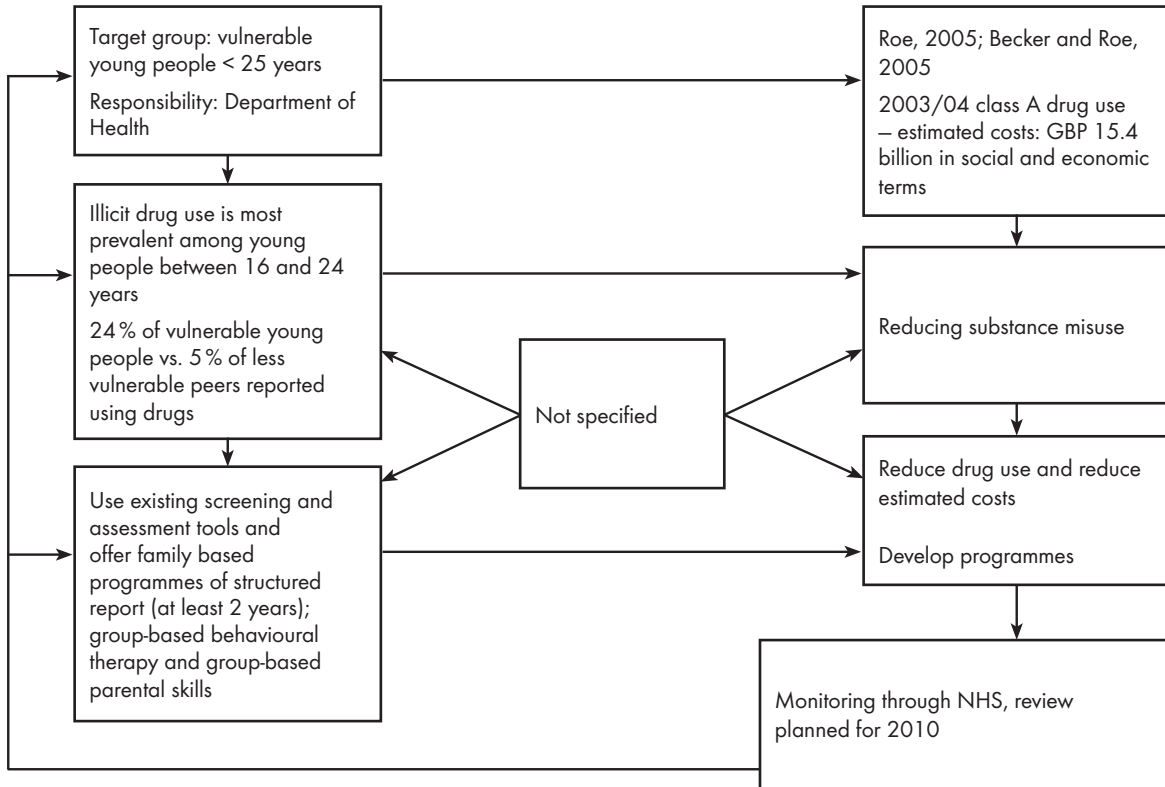 Target group: vulnerable
young people < 25 years
Responsibility: Department of
Health
Illicit drug use is most
prevalent among young
people between 16 and 24
years
24 % of vulnerable young
people vs. 5 % of less
vulnerable peers reported
using drugs
Use existing screening and
assessment tools and
offer family based
programmes of structured
report (at least 2 years);
group-based behavioural
therapy and group-based
parental skills
Not specified
Roe, 2005; Becker and Roe,
2005
2003/04 class A drug use
— estimated costs: GBP 15.4
billion in social and economic
terms
Reducing substance misuse
Reduce drug use and reduce
estimated costs
Develop programmes
Monitoring through NHS, review
planned for 2010